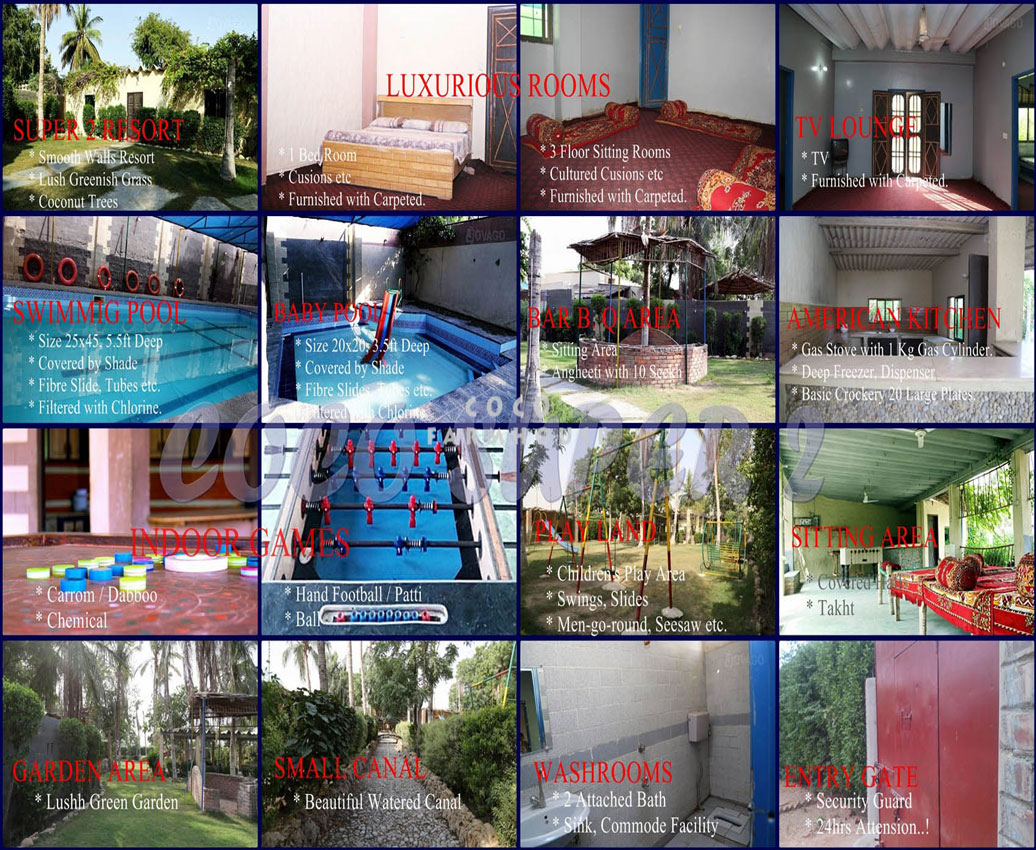 LUXURIOUS ROOMS
SUPER 2 RESORT
* Smooth Walls Resort
* Lush Greenish Grass
* Coconut Trees
* 1 Bed Room
* Cusions etc
* Furnished with Carpeted.
* 3 Floor Sitting Rooms
* Cultured Cusions etc
* Furnished with Carpeted.
TV LOUNGE
* TV
* Furnished with Carpeted.
SWIMMIG POOL
* Size 25x45, 5.5ft Deep
* Covered by Shade
* Fibre Slide, Tubes etc.
* Filtered with Chlorine.
JOVAGO
BABY POOL
* Size 20x20, 3.5ft Deep
* Covered by Shade
* Fibre Slides, Tubes etc.
* Filtered with Chlorine
BAR B. Q AREA
* Sitting Area
* Angheeti with 10 Seekh
AMERICAN KITCHEN
* Gas Stove with 1 Kg Gas Cylinder.
* Deep Freezer, Dispenser
* Basic Crockery 20 Large Plates.
COCO
COCO SUPER 2
INDOOR GAMES
* Carrom / Dabboo
* Chemical
* Hand Football / Patti
* Ball
PLAY LAND
* Children's Play Area
* Swings, Slides
* Men-go-round, Seesaw etc.
SITTING AREA
* Covered
* Takht
GARDEN AREA
* Lushh Green Garden
SMALL CANAL
* Beautiful Watered Canal
WASHROOMS
* 2 Attached Bath
* Sink, Commode Facility
ENTRY GATE
* Security Guard
* 24hrs Attension..!